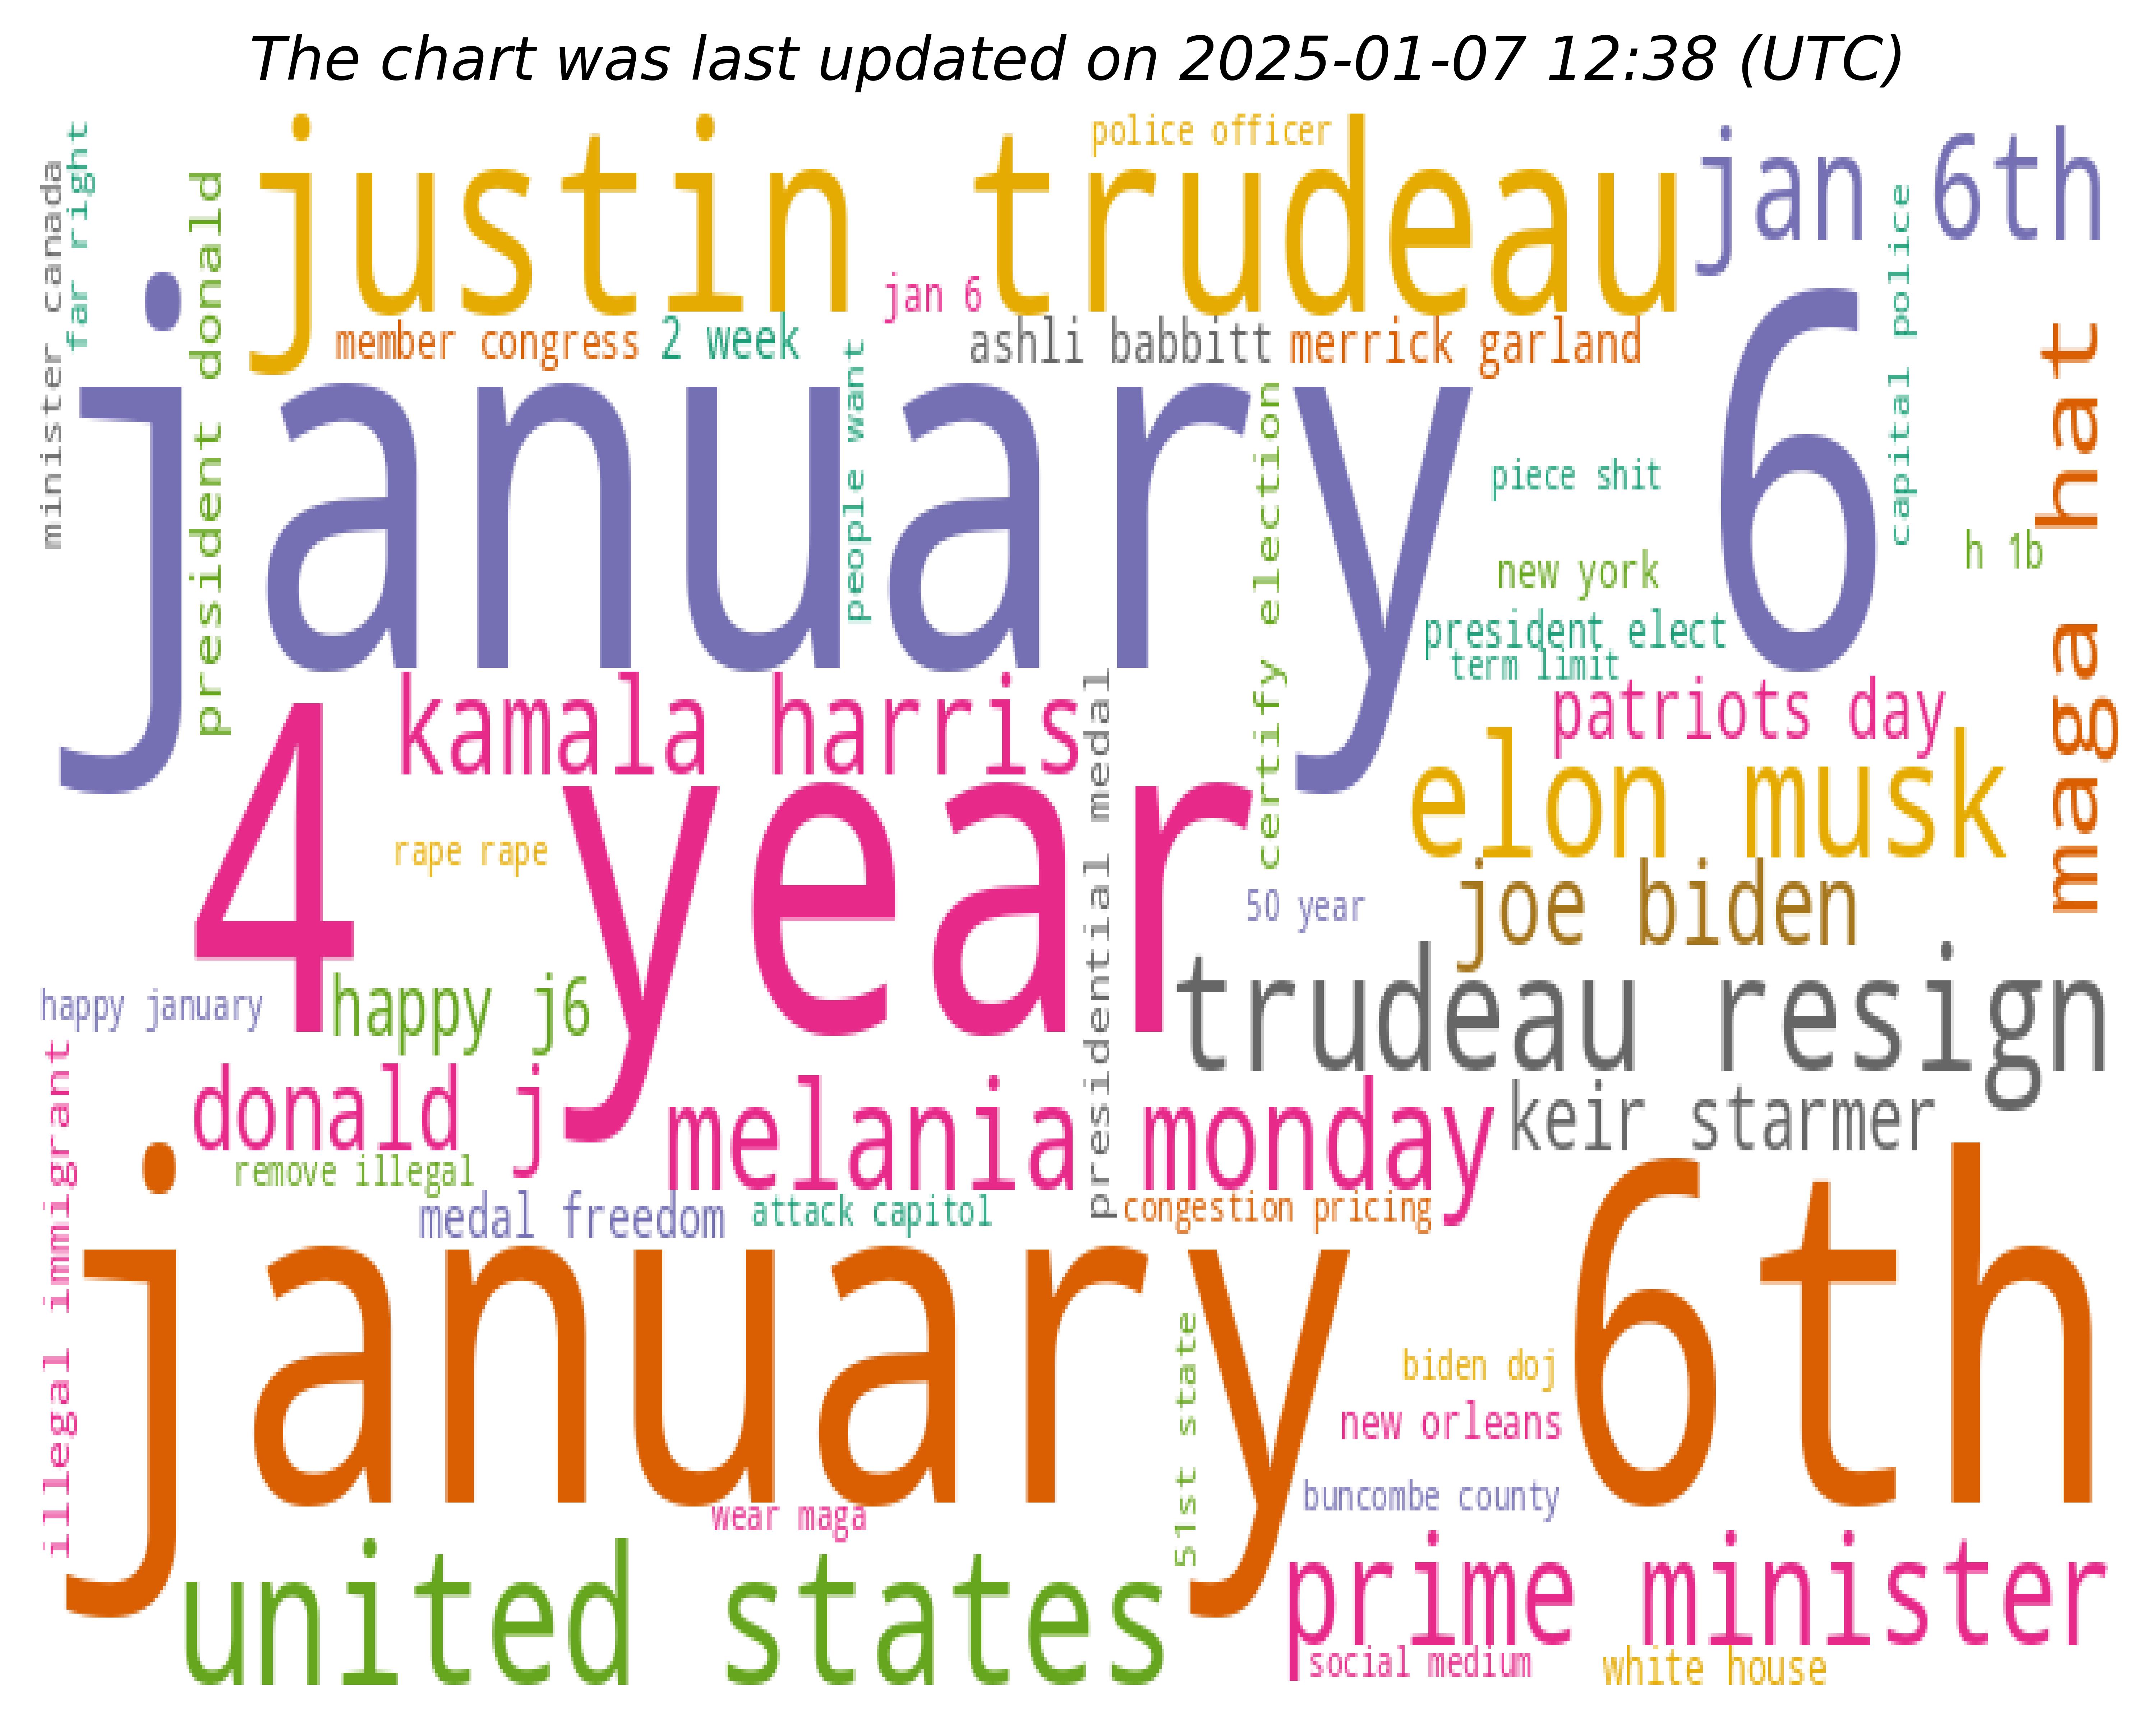 The chart was last updated on 2025-01-07 12:38 (UTC)
police officer
justin trudeau
jan 6th
minister canada
far right
president donald
capital police
jan 6
member congress
2 week
ashli babbitt
merrick garland
maga hat
january 6
people want
certify election
piece shit
h 1b
new york
president elect
term limit
kamala harris
patriots day
presidential medal
4 year
elon musk
rape rape
50 year
joe biden
happy january
happy j6
trudeau resign
illegal immigrant
donald j
melania monday
keir starmer
remove illegal
medal freedom
attack capitol
congestion pricing
january 6th
51st state
biden doj
new orleans
buncombe county
wear maga
united states
prime minister
social medium
white house